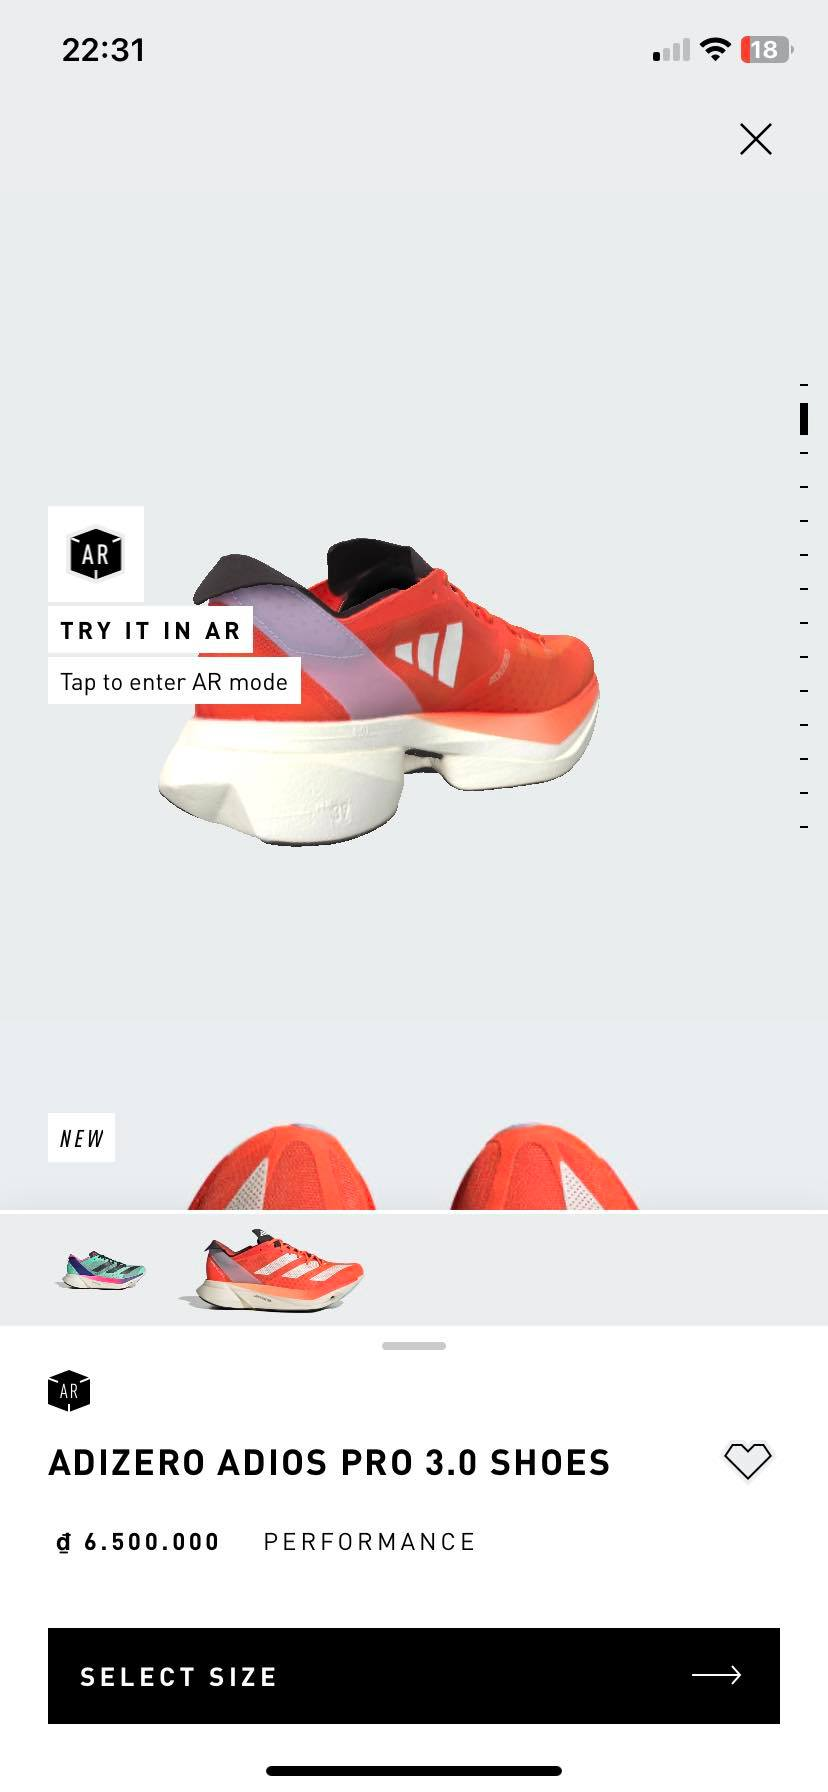 22:31
18
AR
TRY IT IN AR
Tap to enter AR mode
NEW
AR
ADIZERO ADIOS PRO 3.0 SHOES
₫ 6.500.000 PERFORMANCE
SELECT SIZE